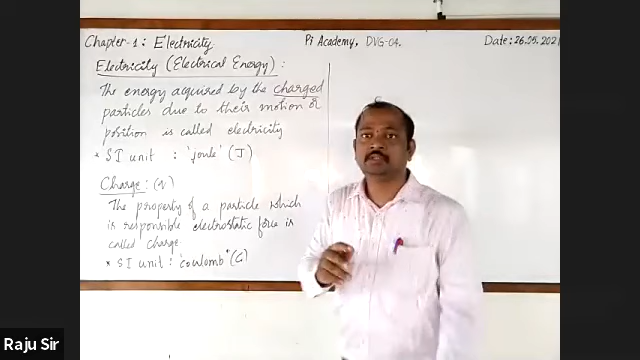 Chapter-1: Electricity
Pi Academy, DVG-04.
Date: 26.05.2021
Electricity (Electrical Energy) :
The energy acquired by the charged
particles due to their motion or
position is called electricity
* SI unit : 'joule' (J)
Charge: (q)
The property of a particle which
is responsible electrostatic force is
called charge
* SI unit : 'coulomb' (C)
Raju Sir